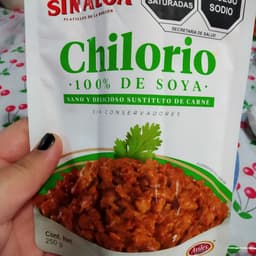 SINALOA
PLATILLOS DE LA REGIÓN
SATURADAS
SODIO
SECRETARÍA DE SALUD
Chilorio
·100% DE SOYA·
SANO Y DELICIOSO SUSTITUTO DE CARNE
SIN CONSERVADORES
Cont. Net.
250 g